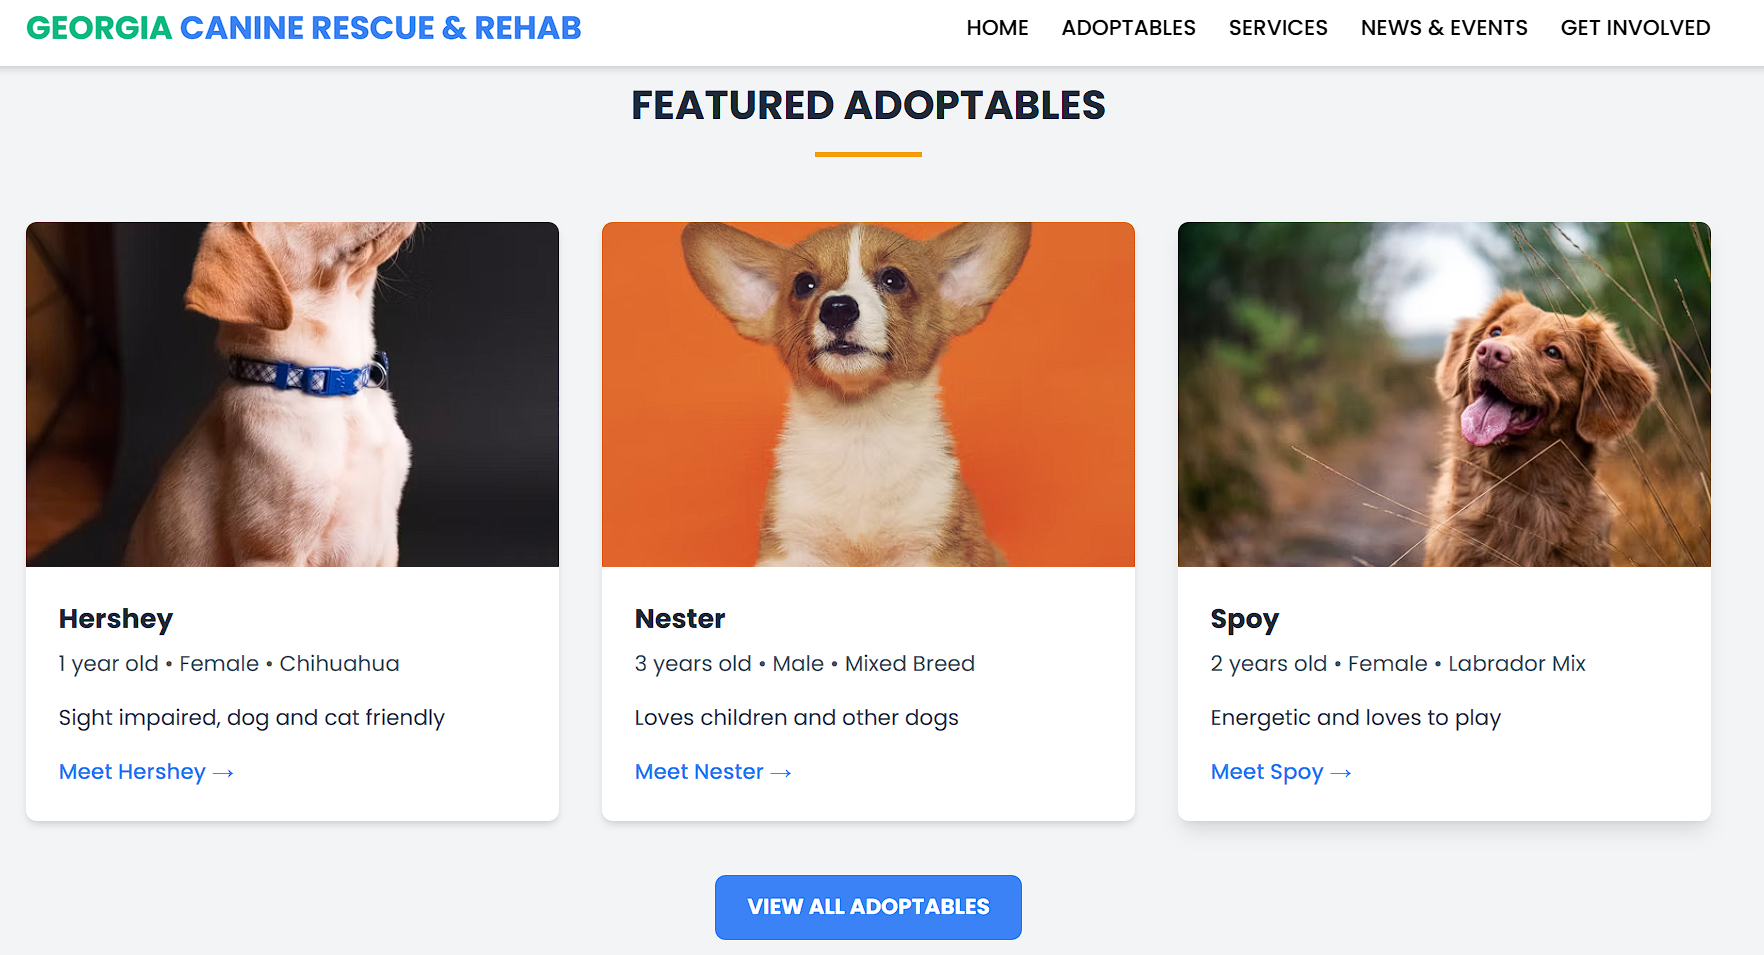 GEORGIA CANINE RESCUE & REHAB
HOME ADOPTABLES SERVICES NEWS & EVENTS GET INVOLVED
FEATURED ADOPTABLES
Hershey
1 year old • Female • Chihuahua
Sight impaired, dog and cat friendly
Meet Hershey →
Nester
3 years old • Male • Mixed Breed
Loves children and other dogs
Meet Nester →
Spoy
2 years old • Female • Labrador Mix
Energetic and loves to play
Meet Spoy →
VIEW ALL ADOPTABLES